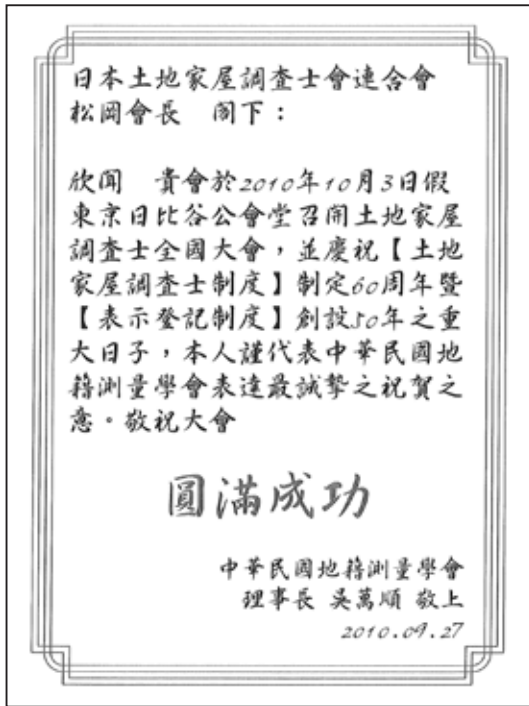 日本土地家屋調査士會連合會
松岡會長　閣下：
欣聞　貴會於2010年10月3日假
東京日比谷公會堂召開土地家屋
調查士全國大會，並慶祝【土地
家屋調查士制度】制定60周年暨
【表示登記制度】創設50年之重
大日子，本人謹代表中華民國地
籍測量學會表達最誠摯之祝賀之
意。敬祝大會
圓滿成功
中華民國地籍測量學會
理事長 吳萬順 敬上
2010.09.27